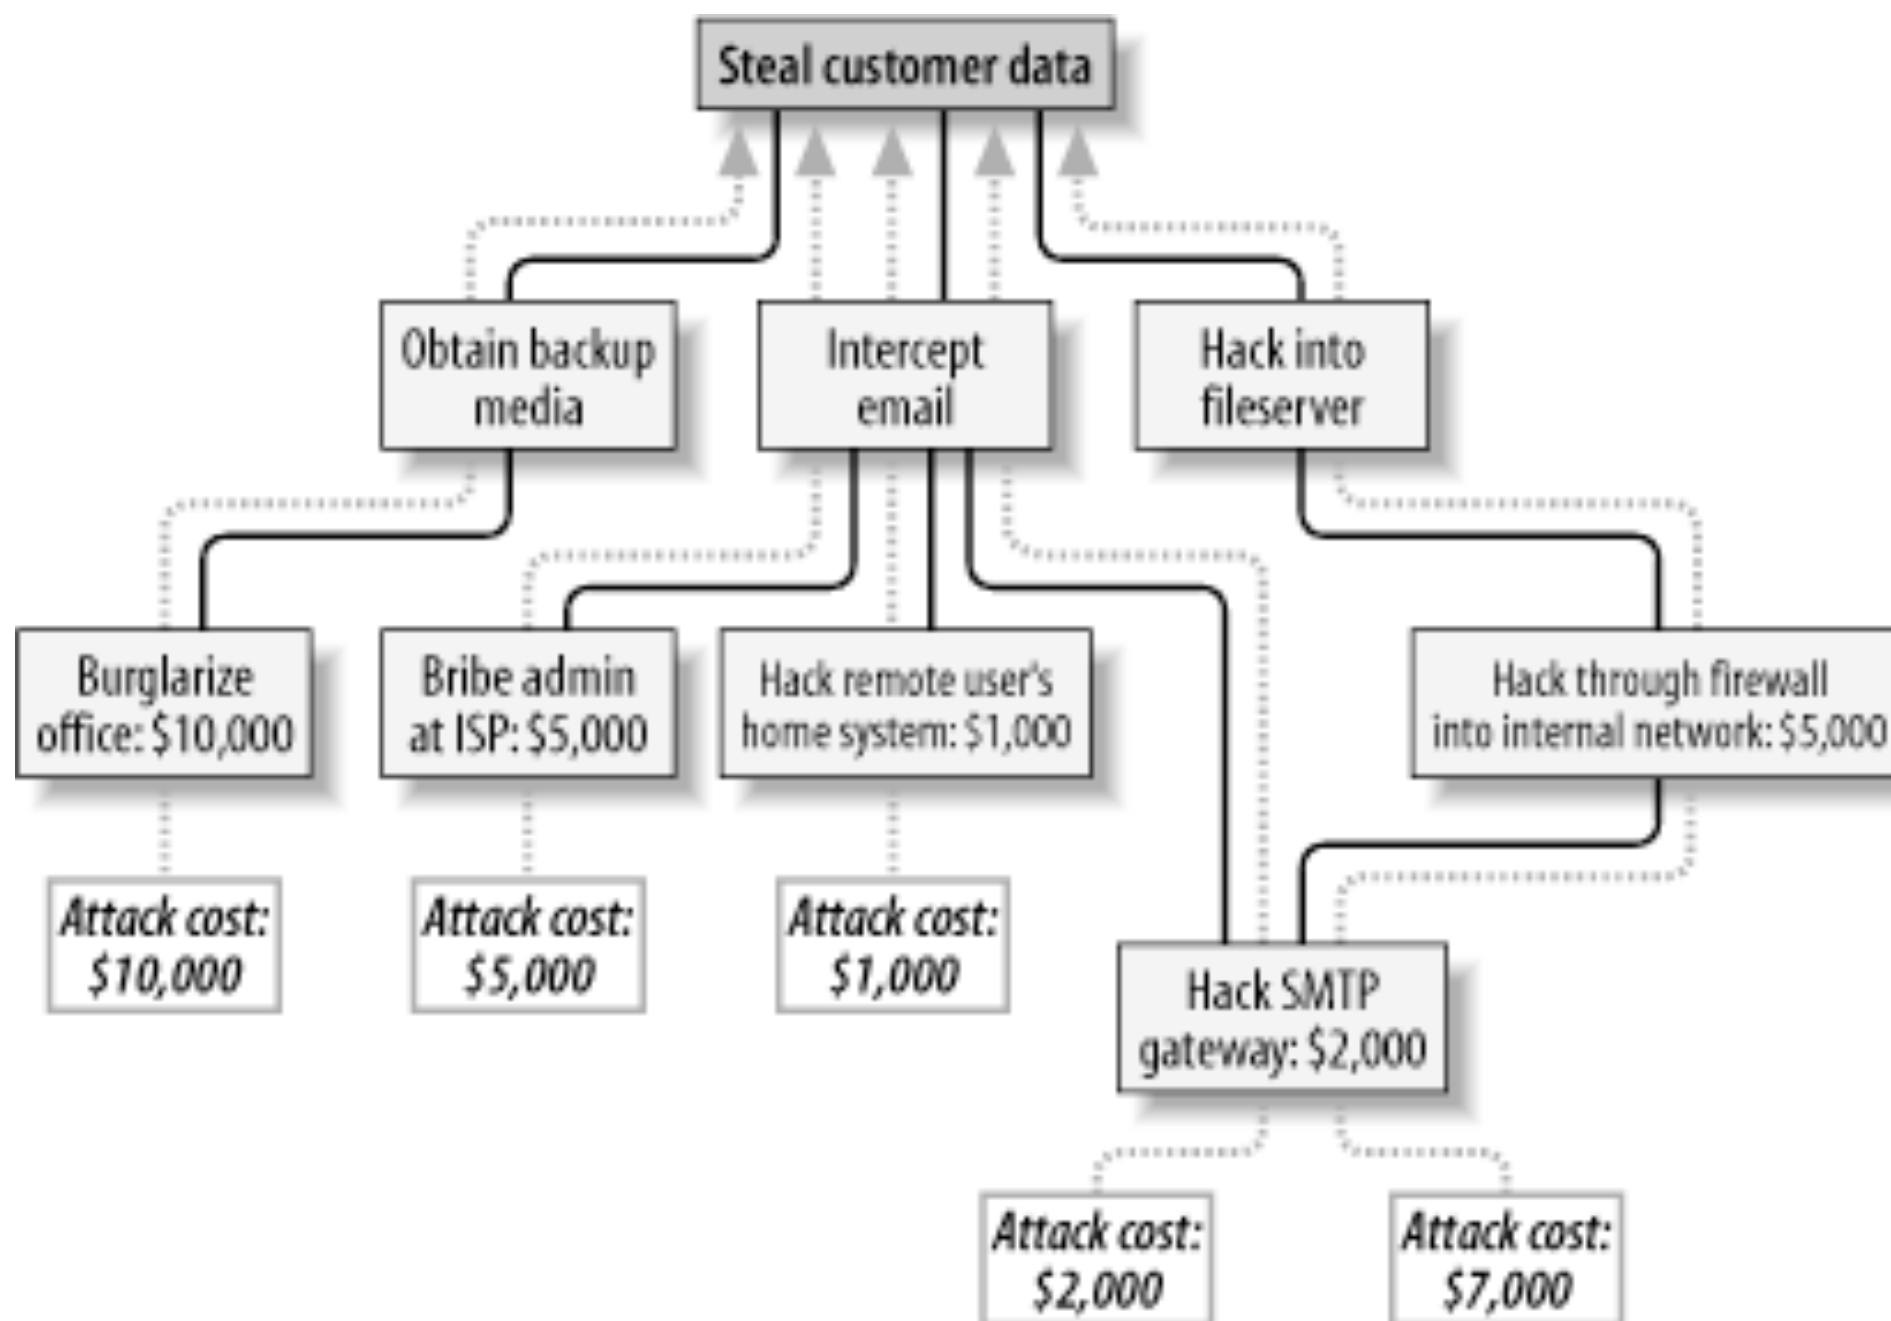 Steal customer data
Obtain backup
media
Intercept
email
Hack into
fileserver
Burglarize
office: $10,000
Bribe admin
at ISP: $5,000
Hack remote user's
home system: $1,000
Hack through firewall
into internal network: $5,000
Attack cost:
$10,000
Attack cost:
$5,000
Attack cost:
$1,000
Hack SMTP
gateway: $2,000
Attack cost:
$2,000
Attack cost:
$7,000